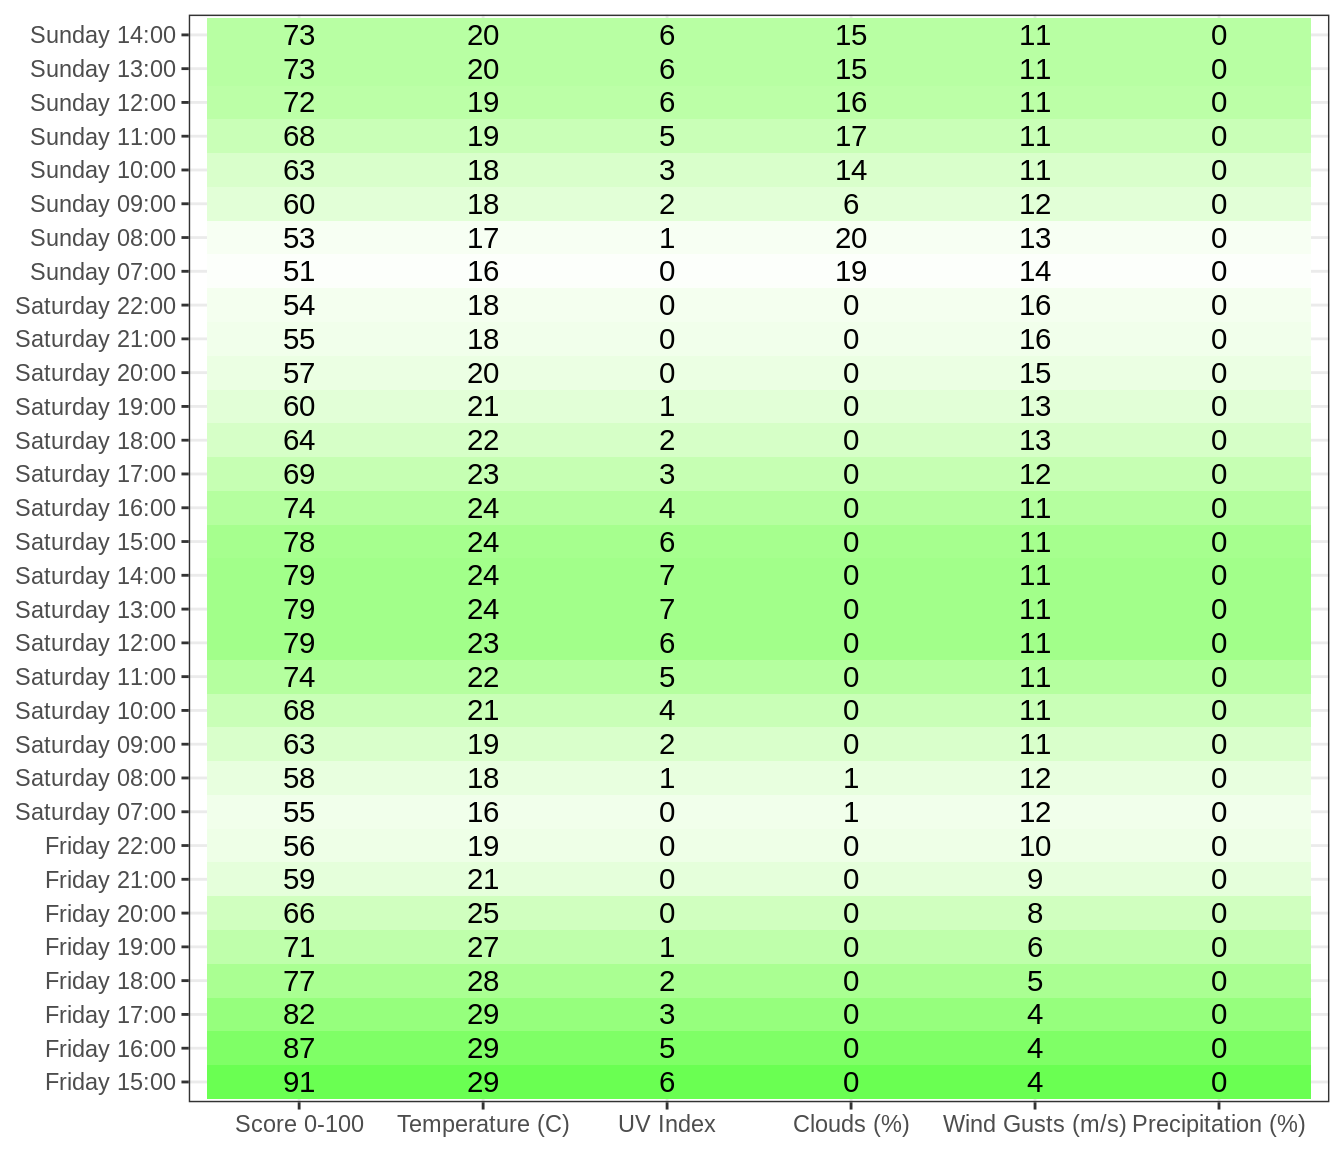 Sunday 14:00 73 20 6 15 11 0
Sunday 13:00 73 20 6 15 11 0
Sunday 12:00 72 19 6 16 11 0
Sunday 11:00 68 19 5 17 11 0
Sunday 10:00 63 18 3 14 11 0
Sunday 09:00 60 18 2 6 12 0
Sunday 08:00 53 17 1 20 13 0
Sunday 07:00 51 16 0 19 14 0
Saturday 22:00 54 18 0 0 16 0
Saturday 21:00 55 18 0 0 16 0
Saturday 20:00 57 20 0 0 15 0
Saturday 19:00 60 21 1 0 13 0
Saturday 18:00 64 22 2 0 13 0
Saturday 17:00 69 23 3 0 12 0
Saturday 16:00 74 24 4 0 11 0
Saturday 15:00 78 24 6 0 11 0
Saturday 14:00 79 24 7 0 11 0
Saturday 13:00 79 24 7 0 11 0
Saturday 12:00 79 23 6 0 11 0
Saturday 11:00 74 22 5 0 11 0
Saturday 10:00 68 21 4 0 11 0
Saturday 09:00 63 19 2 0 11 0
Saturday 08:00 58 18 1 1 12 0
Saturday 07:00 55 16 0 1 12 0
Friday 22:00 56 19 0 0 10 0
Friday 21:00 59 21 0 0 9 0
Friday 20:00 66 25 0 0 8 0
Friday 19:00 71 27 1 0 6 0
Friday 18:00 77 28 2 0 5 0
Friday 17:00 82 29 3 0 4 0
Friday 16:00 87 29 5 0 4 0
Friday 15:00 91 29 6 0 4 0
Score 0-100 Temperature (C) UV Index Clouds (%) Wind Gusts (m/s) Precipitation (%)